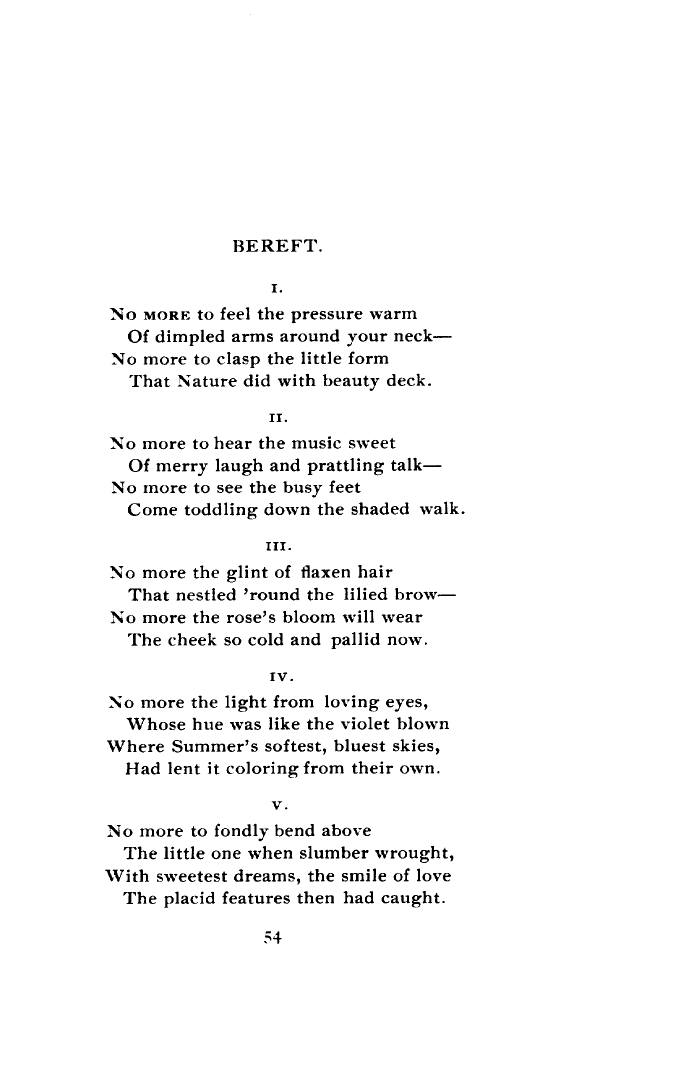 BEREFT.
I.
No more to feel the pressure warm
Of dimpled arms around your neck—
No more to clasp the little form
That Nature did with beauty deck.
II.
No more to hear the music sweet
Of merry laugh and prattling talk—
No more to see the busy feet
Come toddling down the shaded walk.
III.
No more the glint of flaxen hair
That nestled 'round the lilied brow—
No more the rose's bloom will wear
The cheek so cold and pallid now.
IV.
No more the light from loving eyes,
Whose hue was like the violet blown
Where Summer's softest, bluest skies,
Had lent it coloring from their own.
V.
No more to fondly bend above
The little one when slumber wrought,
With sweetest dreams, the smile of love
The placid features then had caught.
54